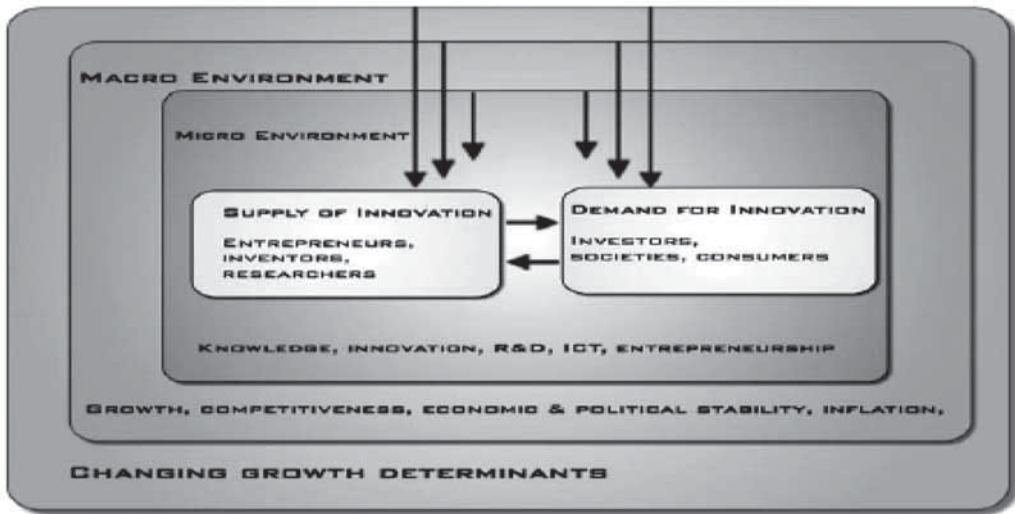 MACRO ENVIRONMENT
MICRO ENVIRONMENT
SUPPLY OF INNOVATION
ENTREPRENEURS,
INVENTORS,
RESEARCHERS
DEMAND FOR INNOVATION
INVESTORS,
SOCIETIES, CONSUMERS
KNOWLEDGE, INNOVATION, R&D, ICT, ENTREPRENEURSHIP
GROWTH, COMPETITIVENESS, ECONOMIC & POLITICAL STABILITY, INFLATION,
CHANGING GROWTH DETERMINANTS